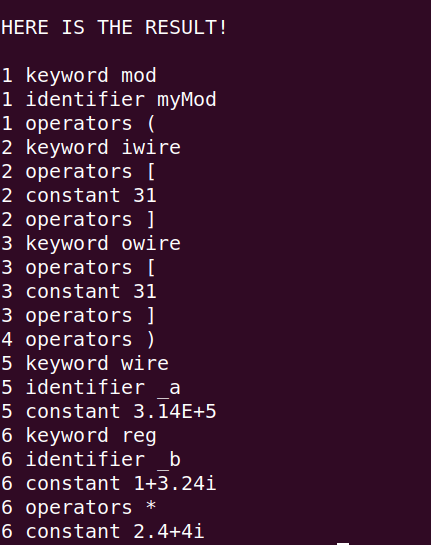 HERE IS THE RESULT!
1 keyword mod
1 identifier myMod
1 operators (
2 keyword iwire
2 operators [
2 constant 31
2 operators ]
3 keyword owire
3 operators [
3 constant 31
3 operators ]
4 operators )
5 keyword wire
5 identifier _a
5 constant 3.14E+5
6 keyword reg
6 identifier _b
6 constant 1+3.24i
6 operators *
6 constant 2.4+4i